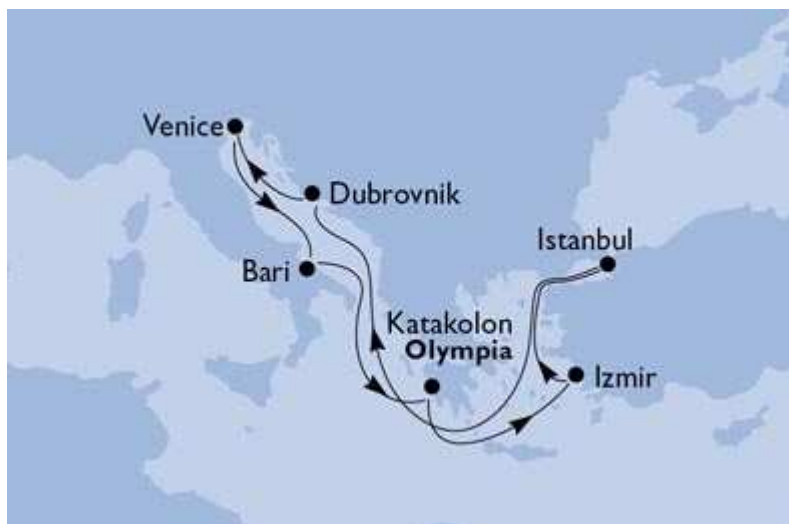 Venice
Dubrovnik
Istanbul
Bari
Katakolon
Olympia
Izmir